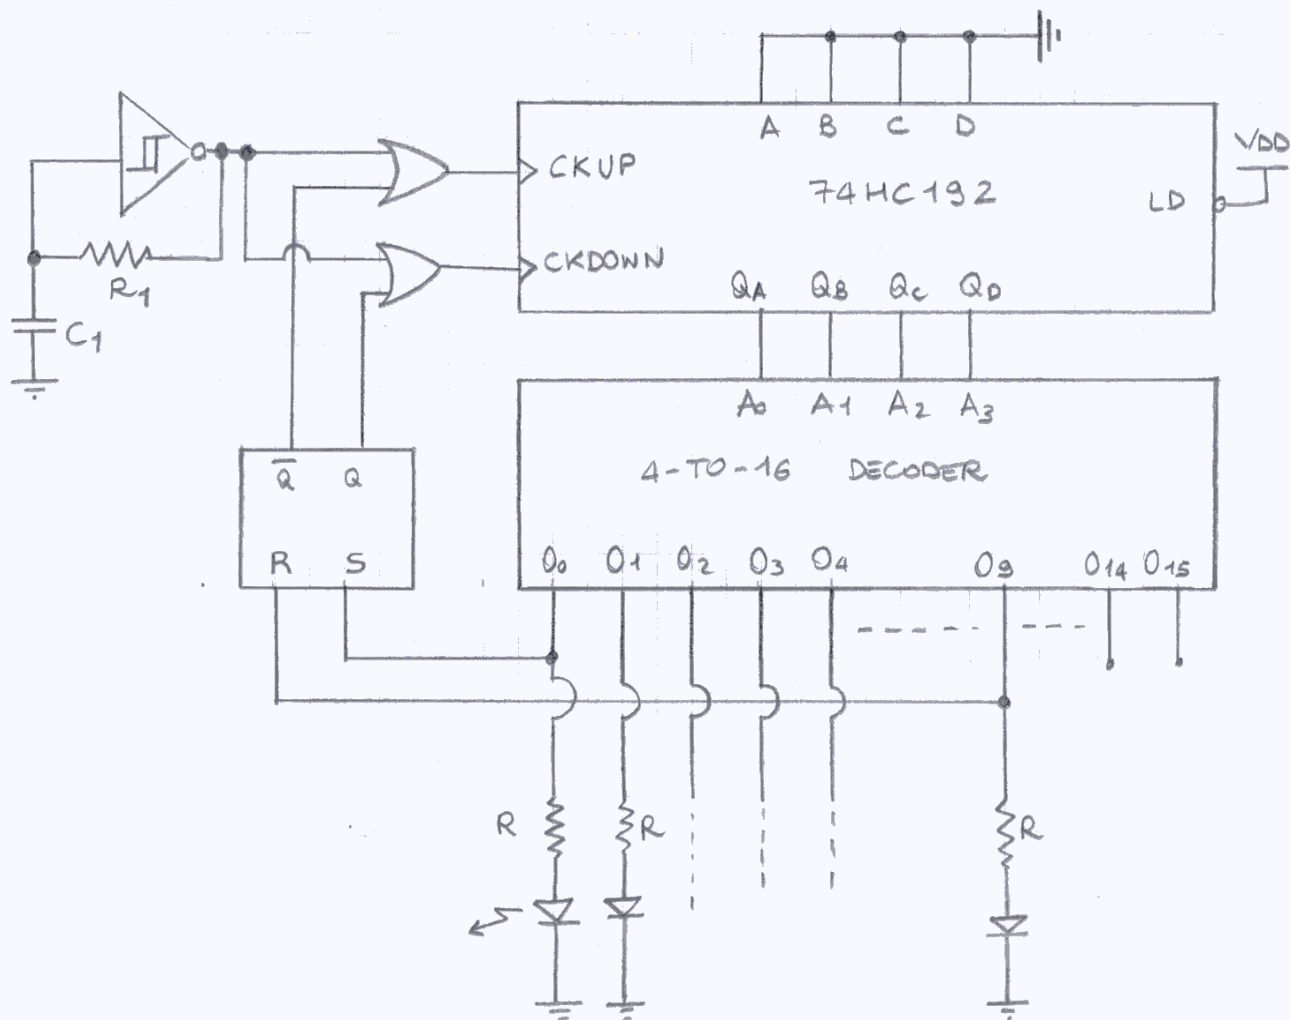 A B C D
VDD
CKUP
74HC192
LD
CKDOWN
QA QB QC QD
R1
C1
A0 A1 A2 A3
Q̅ Q
4-TO-16 DECODER
R S
O0 O1 O2 O3 O4 O9 O14 O15
R R R